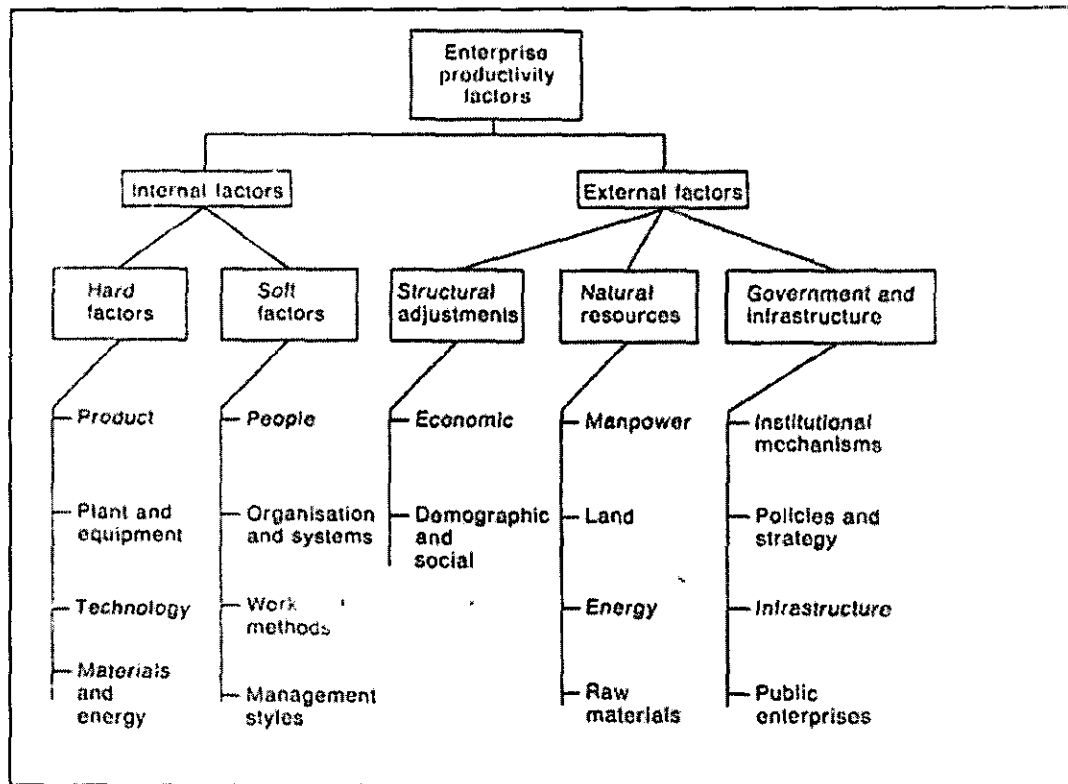 Enterprise
productivity
factors
Internal factors
External factors
Hard
factors
Soft
factors
Structural
adjustments
Natural
resources
Government and
infrastructure
Product
Plant and
equipment
Technology
Materials
and
energy
People
Organisation
and systems
Work
methods
Management
styles
Economic
Demographic
and
social
Manpower
Land
Energy
Raw
materials
Institutional
mechanisms
Policies and
strategy
Infrastructure
Public
enterprises